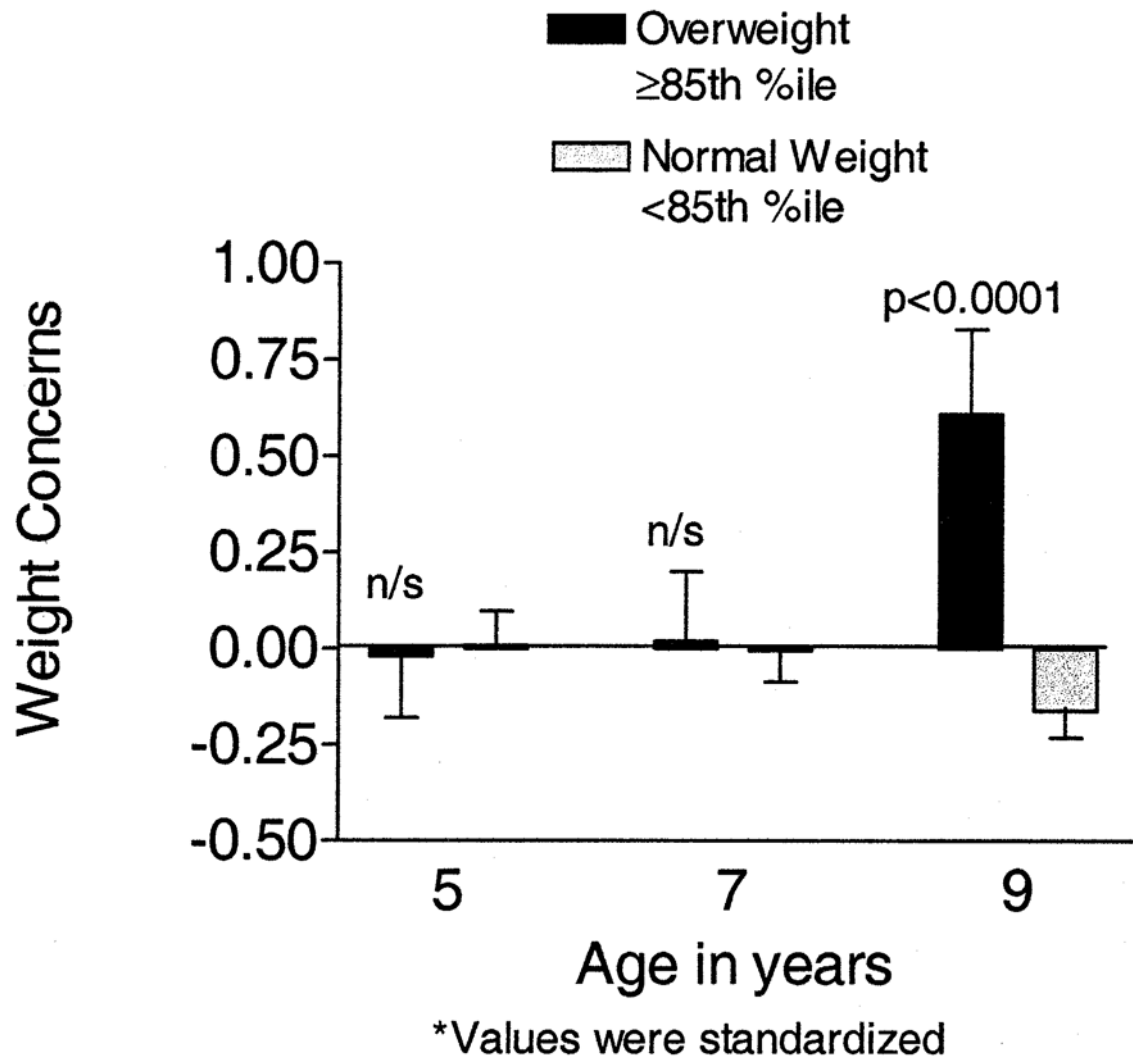 Overweight
≥85th %ile
Normal Weight
<85th %ile
Weight Concerns
1.00
0.75
0.50
0.25
0.00
-0.25
-0.50
n/s
n/s
p<0.0001
5 7 9
Age in years
*Values were standardized